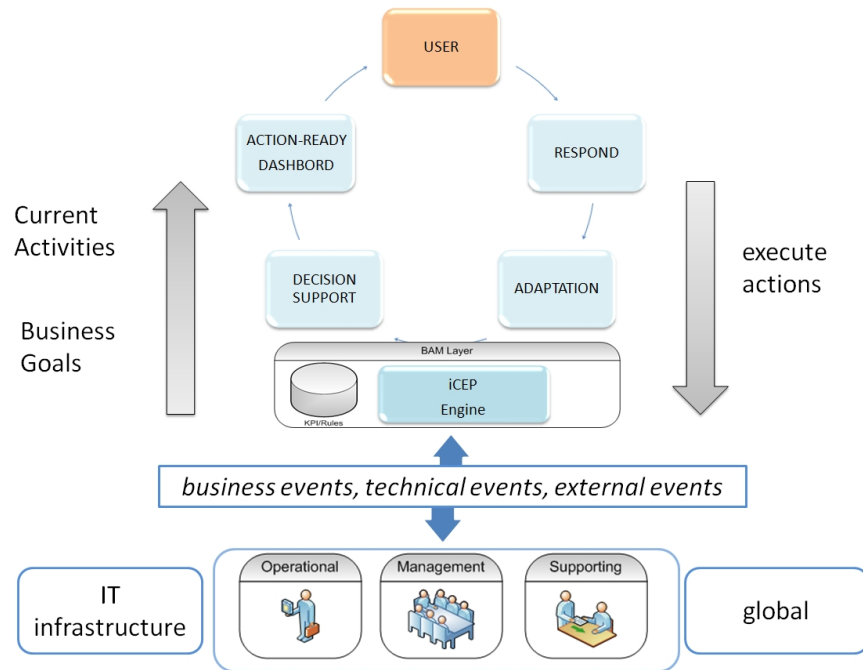 USER
ACTION-READY
DASHBORD
RESPOND
Current
Activities
execute
actions
DECISION
SUPPORT
ADAPTATION
Business
Goals
BAM Layer
iCEP
Engine
KPI/Rules
business events, technical events, external events
Operational
Management
Supporting
IT
infrastructure
global